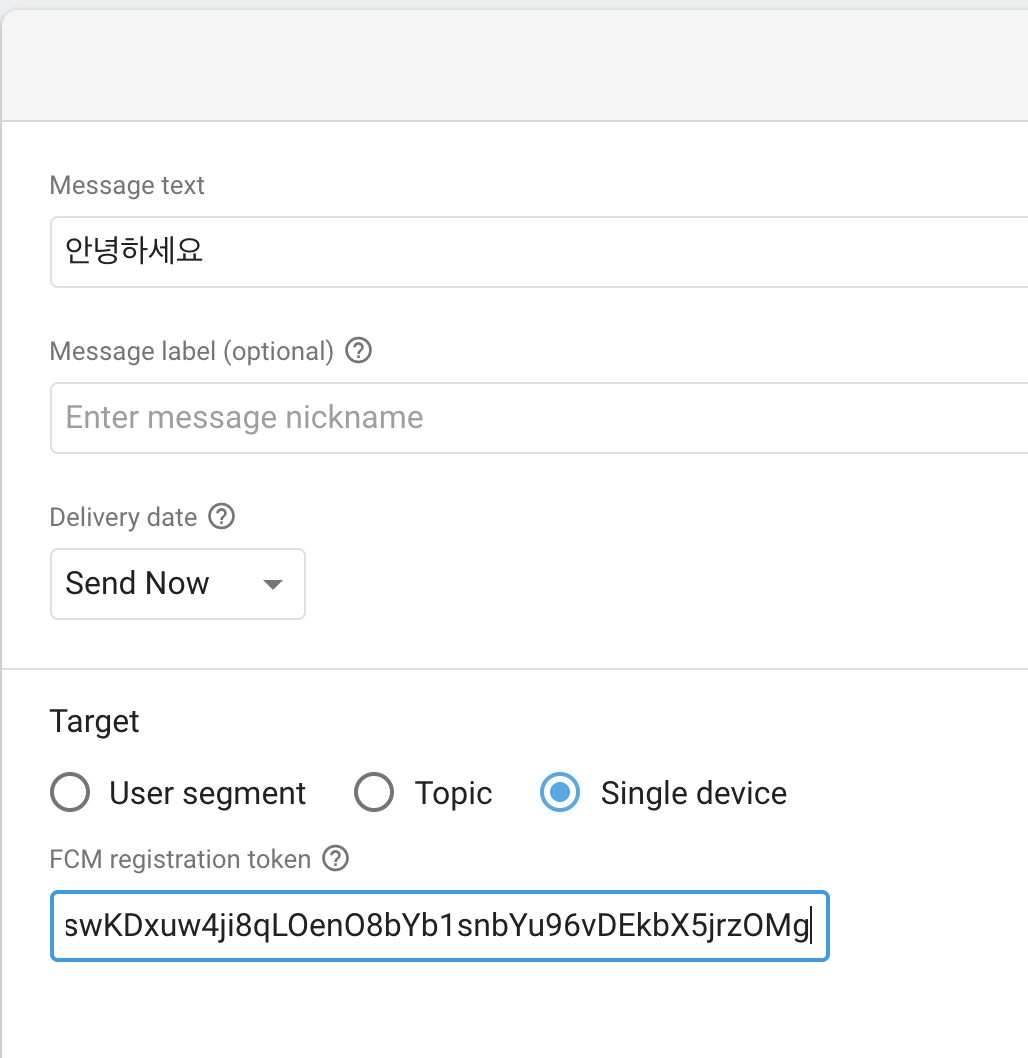 Message text
안녕하세요
Message label (optional)
Enter message nickname
Delivery date
Send Now
Target
User segment Topic Single device
FCM registration token
swKDxuw4ji8qLOenO8bYb1snbYu96vDEkbX5jrzOMg